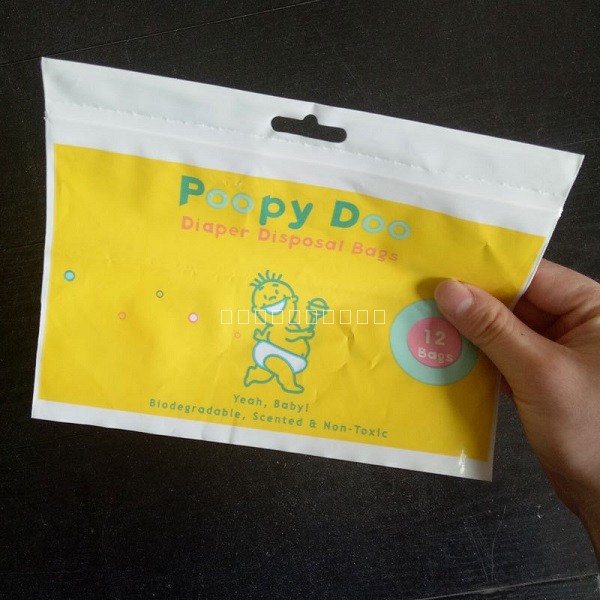 Poopy Doo
Diaper Disposal Bags
12
Bags
Yeah, Baby!
Biodegradable, Scented & Non-Toxic